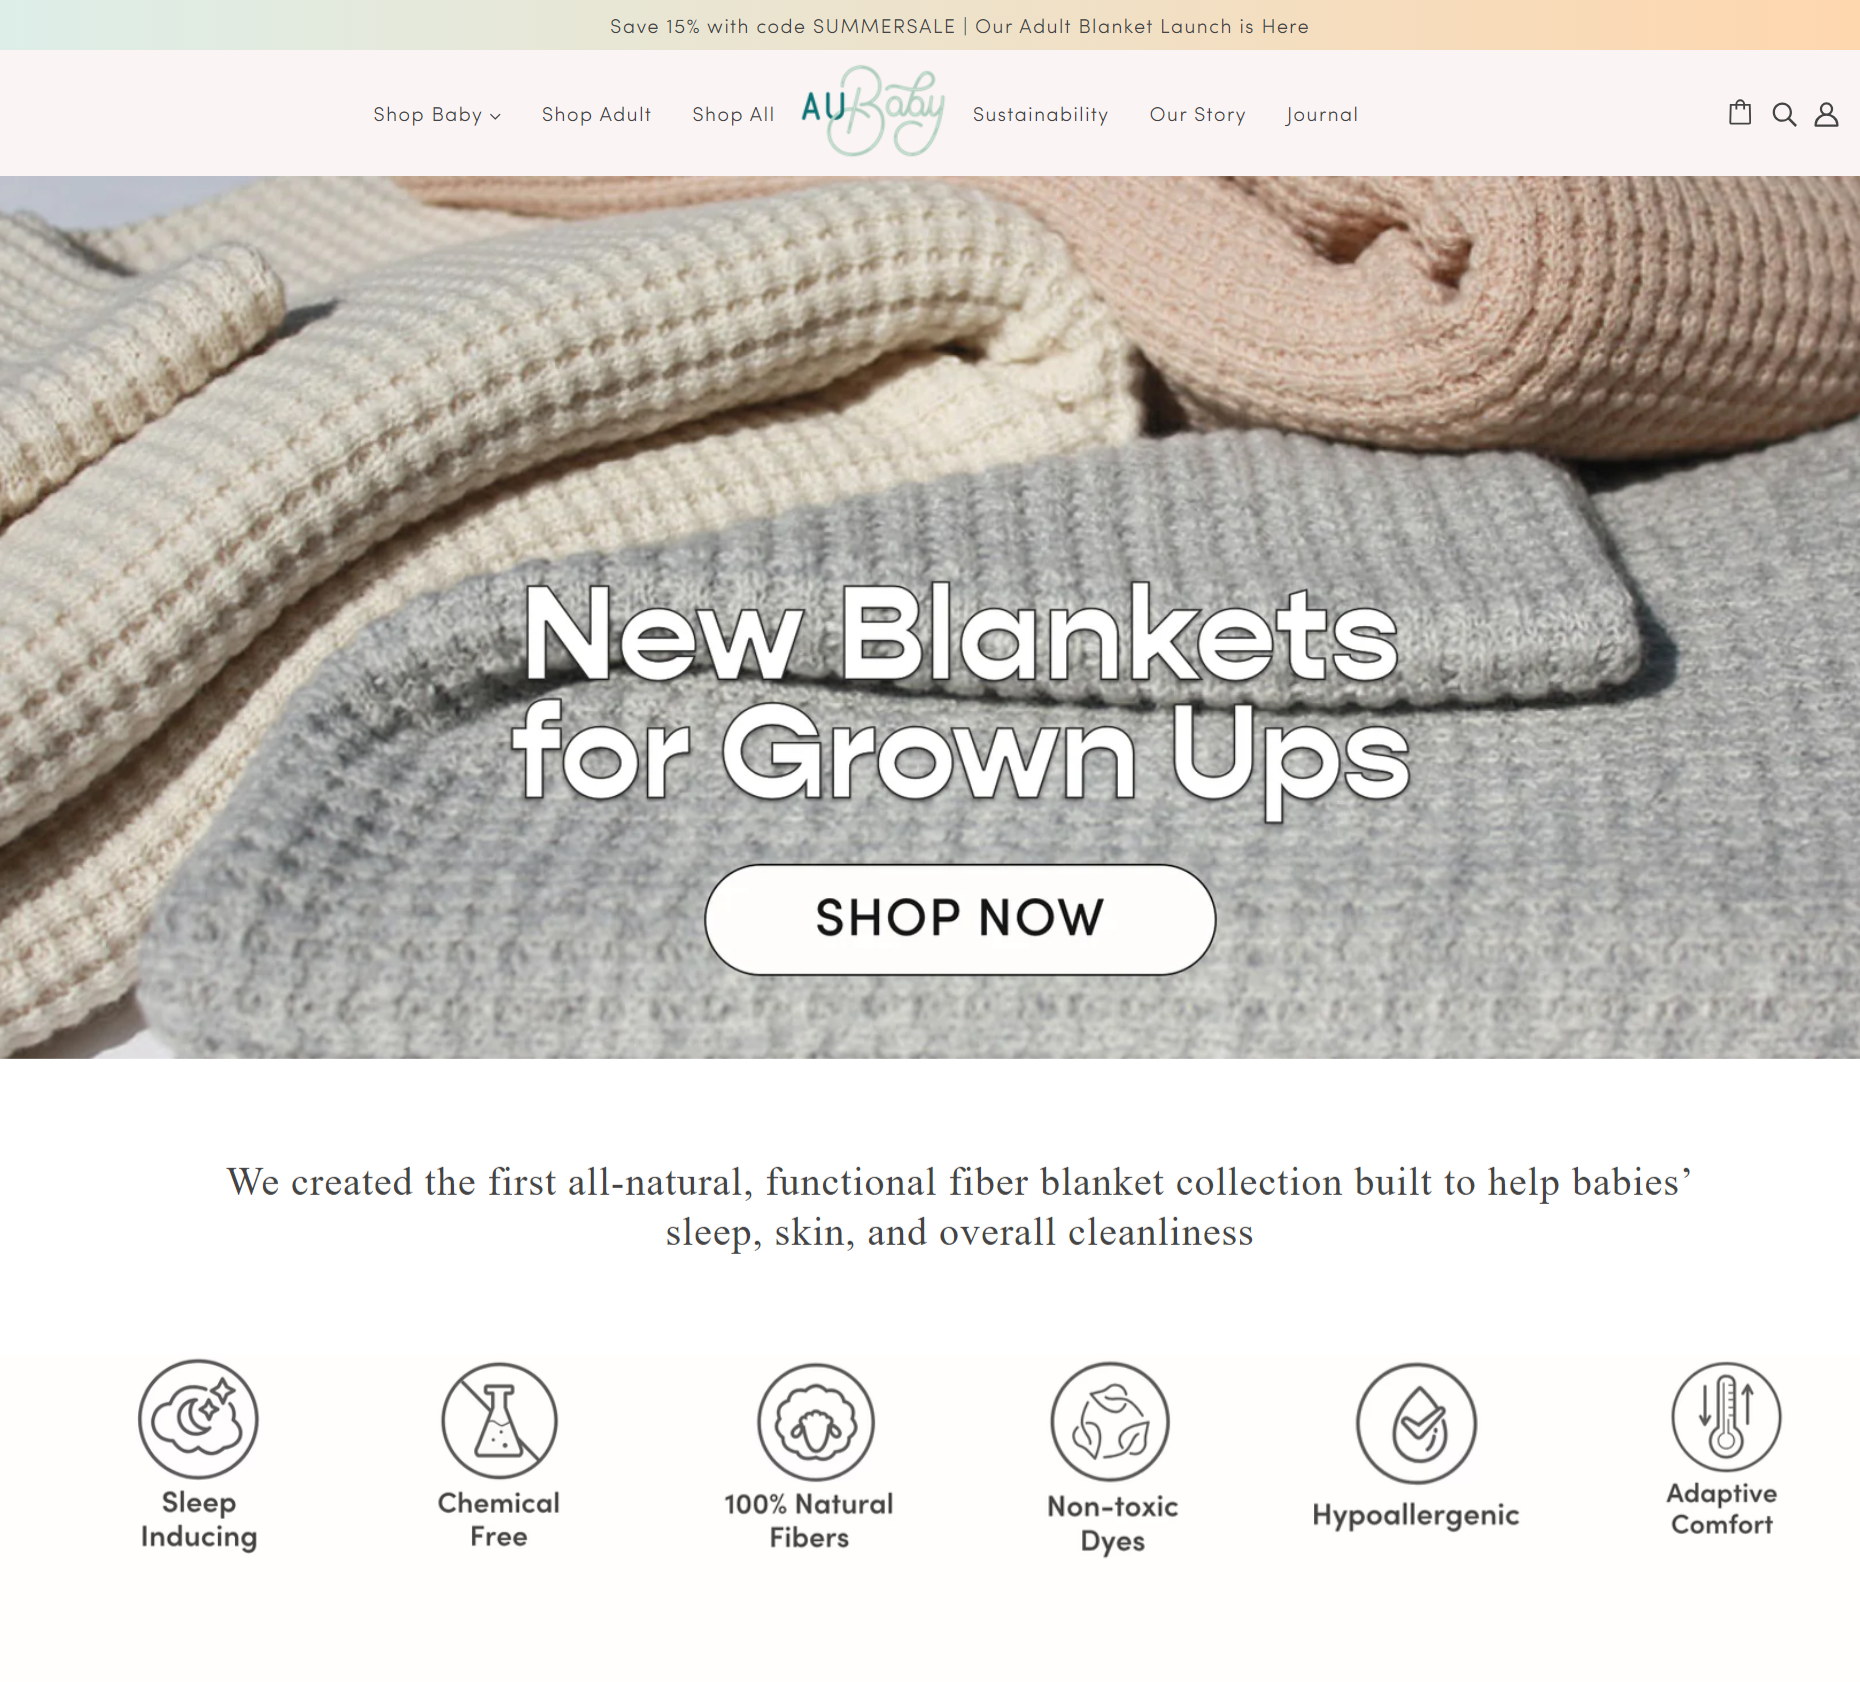 Save 15% with code SUMMERSALE | Our Adult Blanket Launch is Here
Shop Baby
Shop Adult
Shop All
AU Baby
Sustainability
Our Story
Journal
New Blankets
for Grown Ups
SHOP NOW
We created the first all-natural, functional fiber blanket collection built to help babies’
sleep, skin, and overall cleanliness
Sleep
Inducing
Chemical
Free
100% Natural
Fibers
Non-toxic
Dyes
Hypoallergenic
Adaptive
Comfort